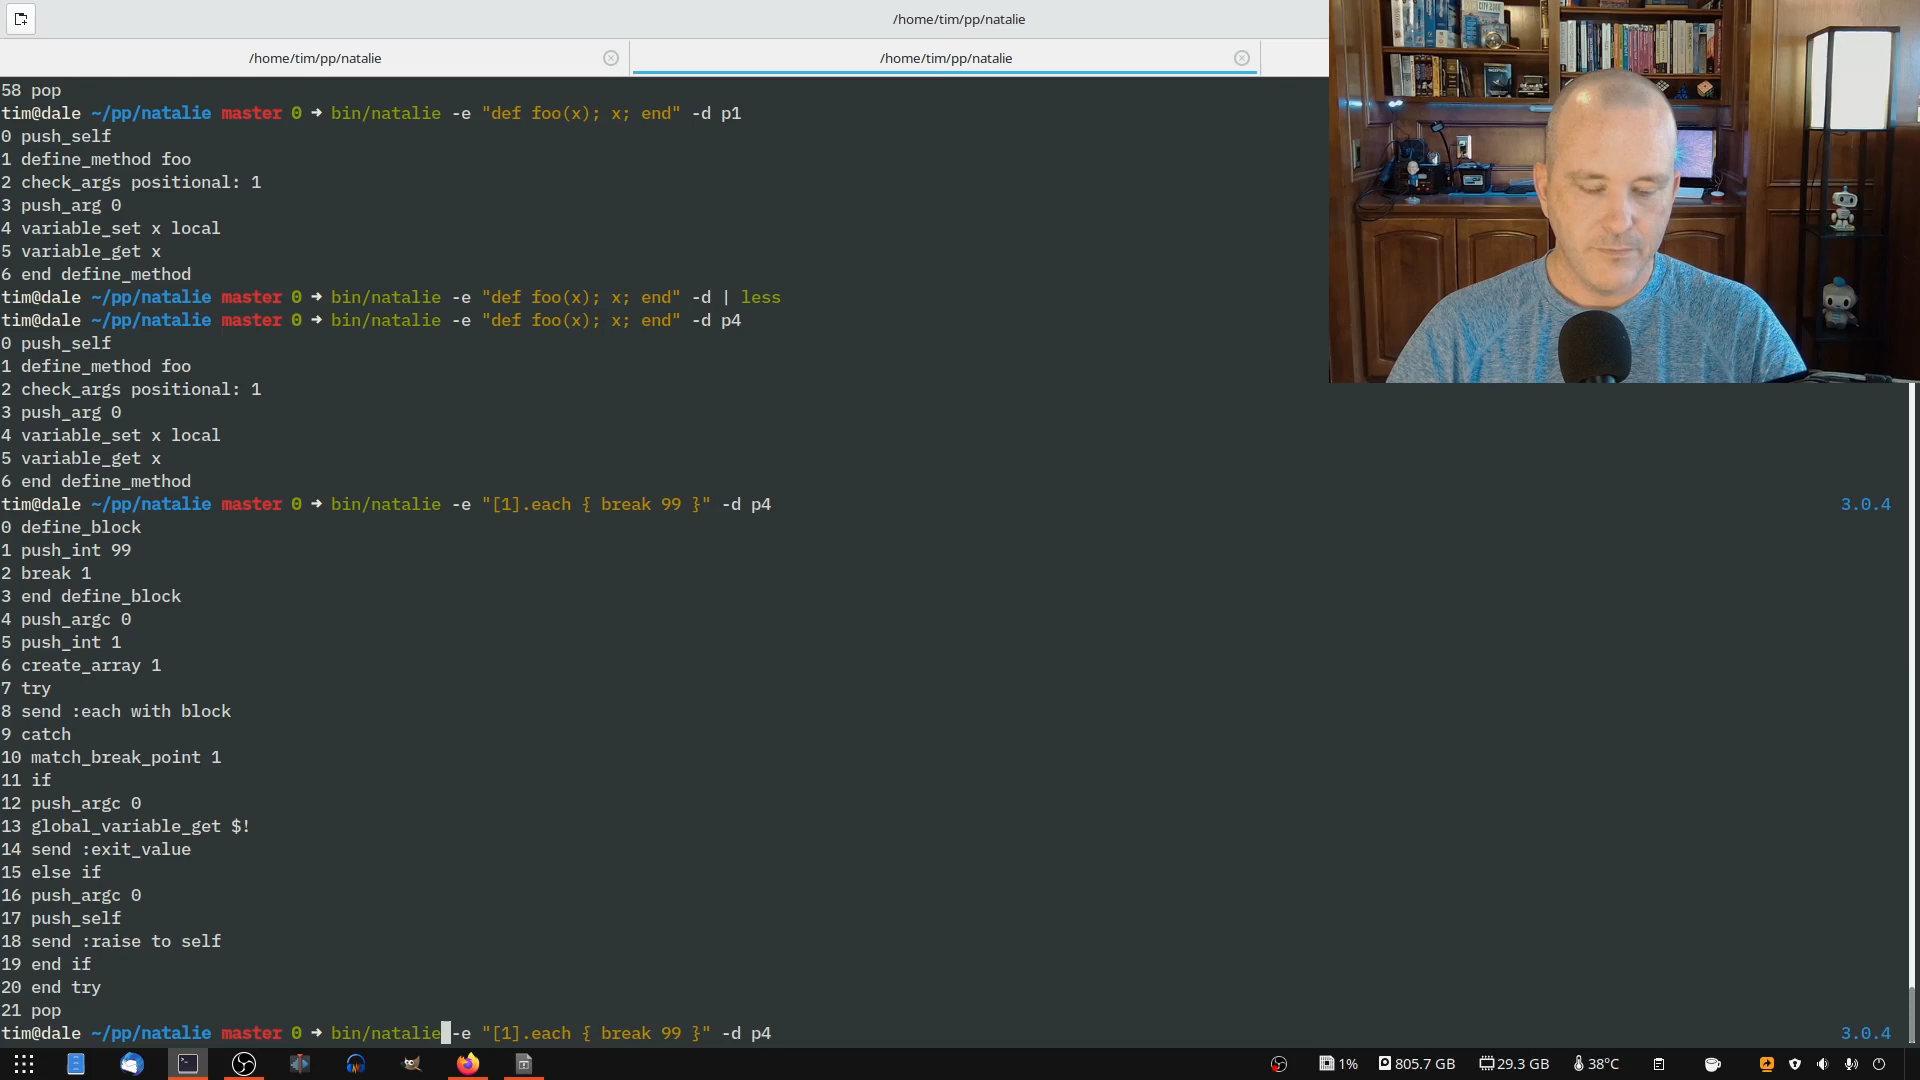 /home/tim/pp/natalie
/home/tim/pp/natalie
/home/tim/pp/natalie
58 pop
tim@dale ~/pp/natalie master 0 ➜ bin/natalie -e "def foo(x); x; end" -d p1
0 push_self
1 define_method foo
2 check_args positional: 1
3 push_arg 0
4 variable_set x local
5 variable_get x
6 end define_method
tim@dale ~/pp/natalie master 0 ➜ bin/natalie -e "def foo(x); x; end" -d | less
tim@dale ~/pp/natalie master 0 ➜ bin/natalie -e "def foo(x); x; end" -d p4
0 push_self
1 define_method foo
2 check_args positional: 1
3 push_arg 0
4 variable_set x local
5 variable_get x
6 end define_method
tim@dale ~/pp/natalie master 0 ➜ bin/natalie -e "[1].each { break 99 }" -d p4 3.0.4
0 define_block
1 push_int 99
2 break 1
3 end define_block
4 push_argc 0
5 push_int 1
6 create_array 1
7 try
8 send :each with block
9 catch
10 match_break_point 1
11 if
12 push_argc 0
13 global_variable_get $!
14 send :exit_value
15 else if
16 push_argc 0
17 push_self
18 send :raise to self
19 end if
20 end try
21 pop
tim@dale ~/pp/natalie master 0 ➜ bin/natalie -e "[1].each { break 99 }" -d p4 3.0.4
1% 805.7 GB 29.3 GB 38°C